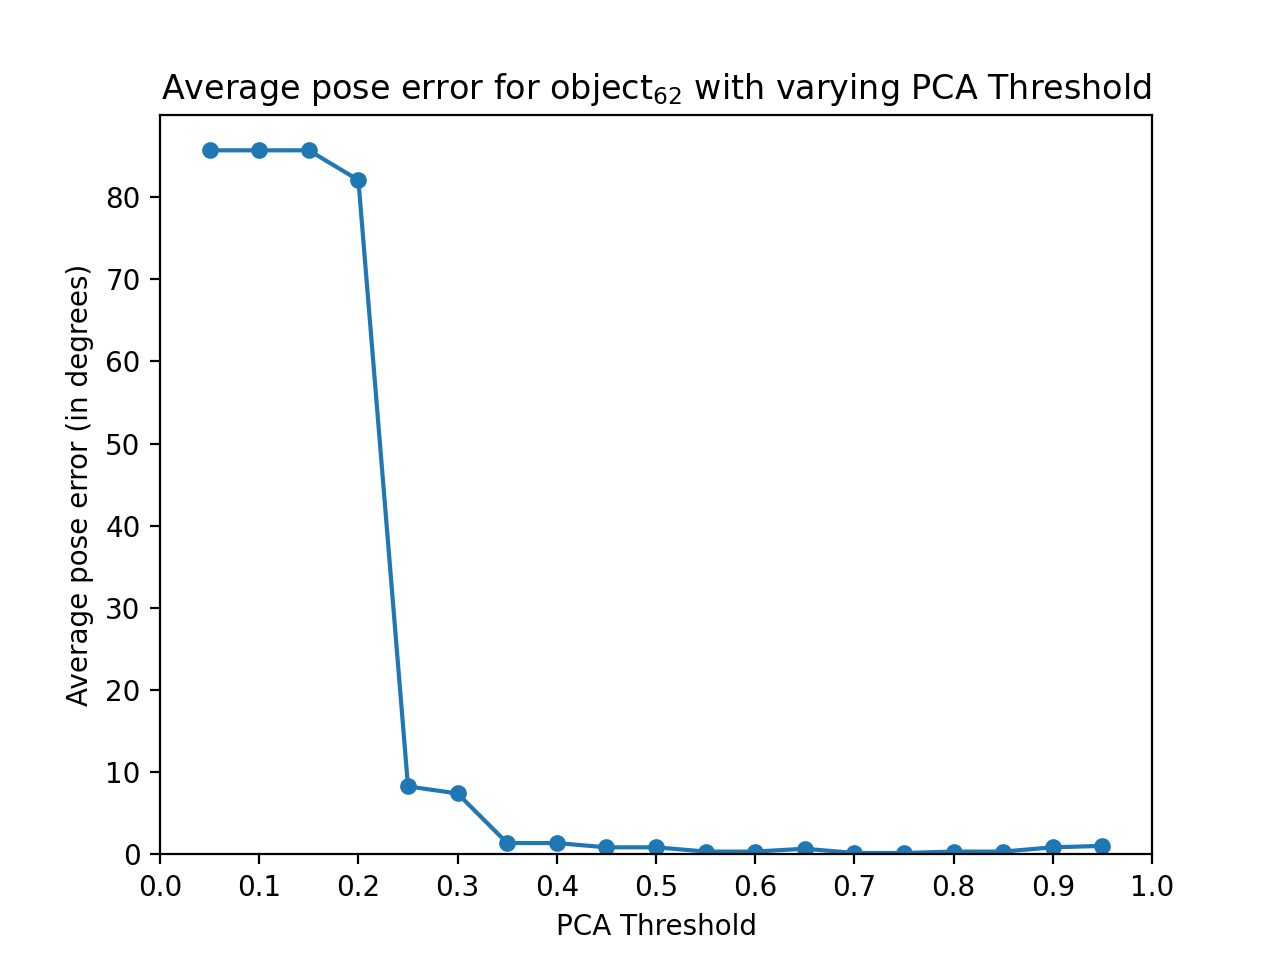 Average pose error for object₆₂ with varying PCA Threshold
Average pose error (in degrees)
80
70
60
50
40
30
20
10
0
0.0 0.1 0.2 0.3 0.4 0.5 0.6 0.7 0.8 0.9 1.0
PCA Threshold